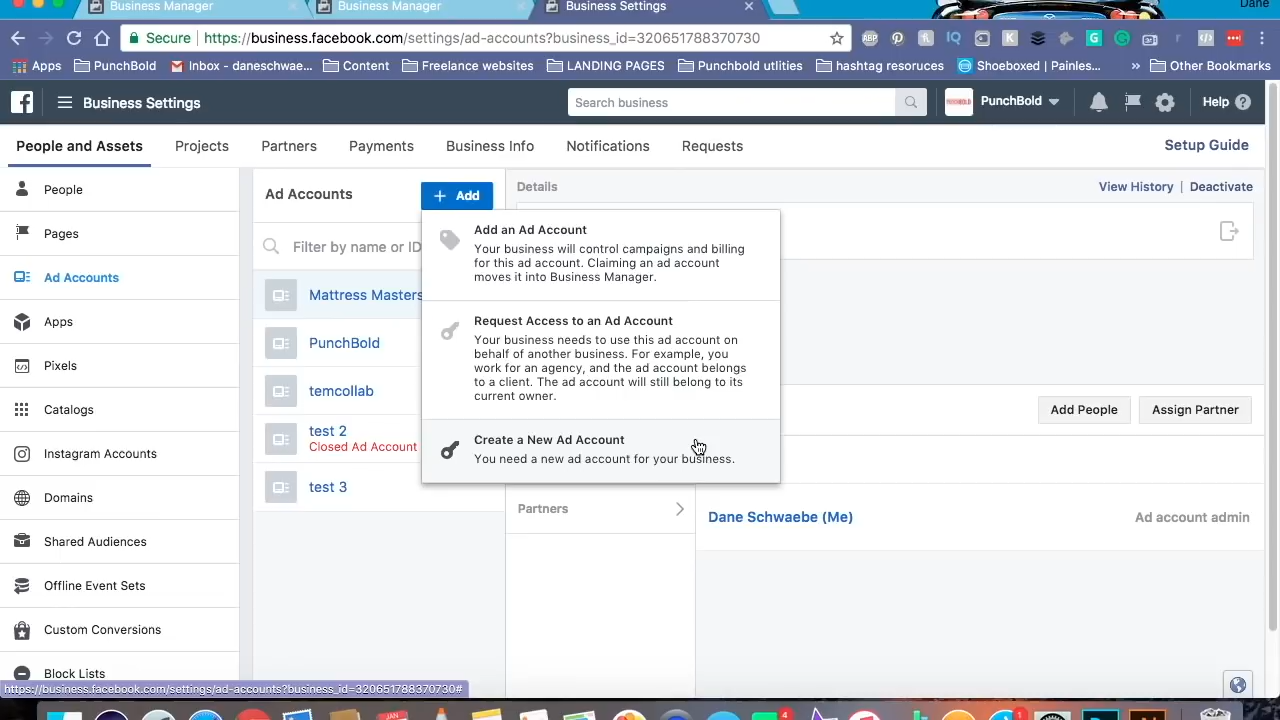 Business Manager
Business Manager
Business Settings
Dane
Secure
https://business.facebook.com/settings/ad-accounts?business_id=320651788370730
ABP
IQ
K
G
Apps
PunchBold
Inbox - daneschwae...
Content
Freelance websites
LANDING PAGES
Punchbold utlities
hashtag resoruces
Shoeboxed | Painles...
»
Other Bookmarks
Business Settings
Search business
PUNCHBOLD
PunchBold
Help
People and Assets
Projects
Partners
Payments
Business Info
Notifications
Requests
Setup Guide
People
Pages
Ad Accounts
Apps
Pixels
Catalogs
Instagram Accounts
Domains
Shared Audiences
Offline Event Sets
Custom Conversions
Block Lists
Ad Accounts
+ Add
Filter by name or ID
Mattress Masters
PunchBold
temcollab
test 2
Closed Ad Account
test 3
Add an Ad Account
Your business will control campaigns and billing
for this ad account. Claiming an ad account
moves it into Business Manager.
Request Access to an Ad Account
Your business needs to use this ad account on
behalf of another business. For example, you
work for an agency, and the ad account belongs
to a client. The ad account will still belong to its
current owner.
Create a New Ad Account
You need a new ad account for your business.
Details
View History | Deactivate
Add People
Assign Partner
Partners
Dane Schwaebe (Me)
Ad account admin
https://business.facebook.com/settings/ad-accounts?business_id=320651788370730#
JAN
4
1